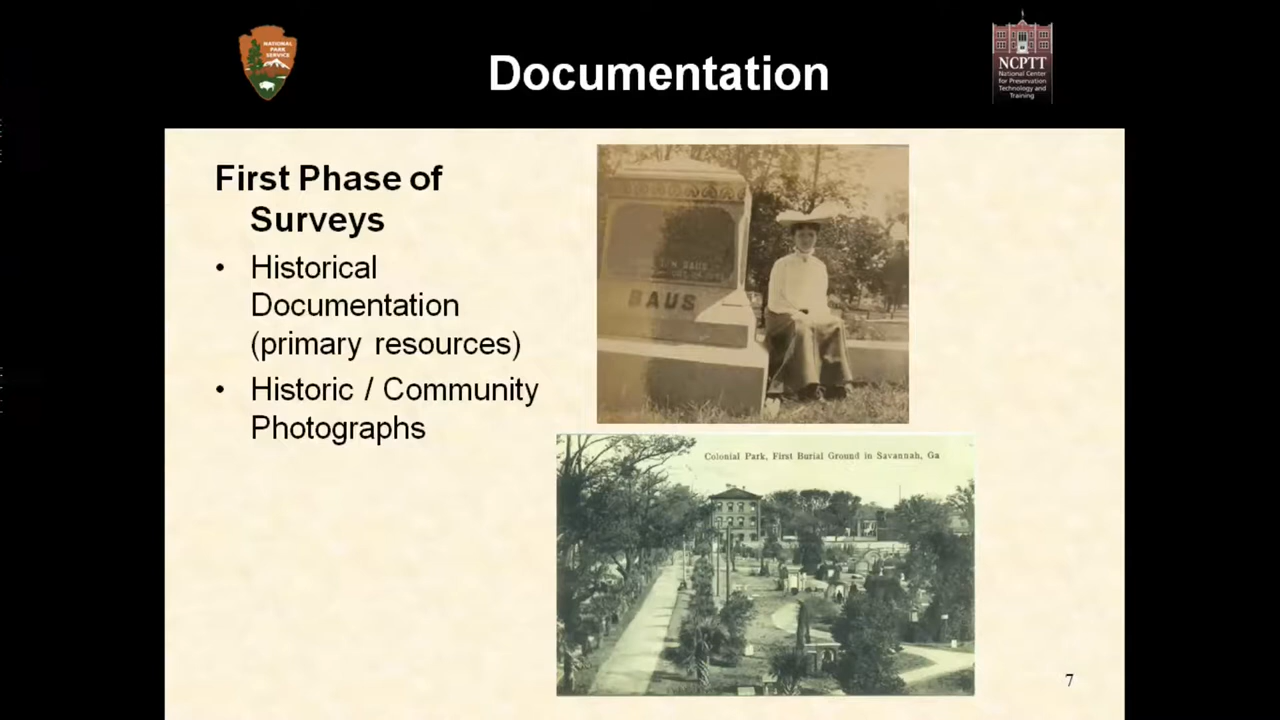 NATIONAL
PARK
SERVICE
Documentation
NCPTT
National Center
for Preservation
Technology and
Training
First Phase of
Surveys
• Historical
Documentation
(primary resources)
• Historic / Community
Photographs
BAUS
Colonial Park, First Burial Ground in Savannah, Ga
7